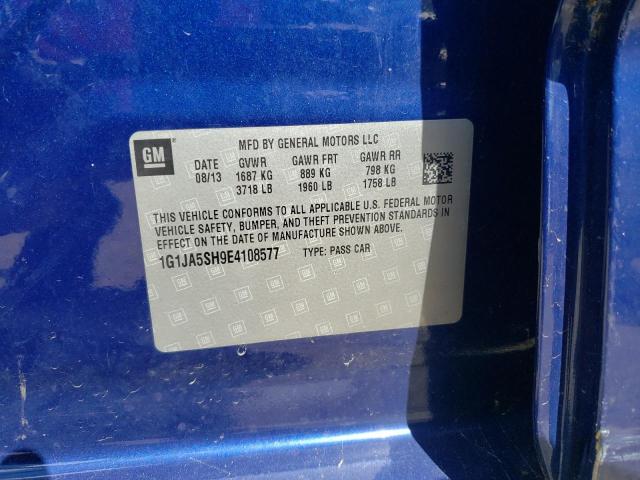 GM
MFD BY GENERAL MOTORS LLC
DATE GVWR GAWR FRT GAWR RR
08/13 1687 KG 889 KG 798 KG
3718 LB 1960 LB 1758 LB
THIS VEHICLE CONFORMS TO ALL APPLICABLE U.S. FEDERAL MOTOR
VEHICLE SAFETY, BUMPER, AND THEFT PREVENTION STANDARDS IN
EFFECT ON THE DATE OF MANUFACTURE SHOWN ABOVE.
1G1JA5SH9E4108577 TYPE: PASS CAR